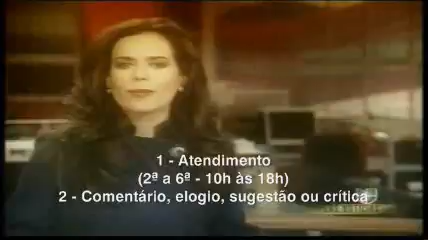 1 - Atendimento
(2ª a 6ª - 10h às 18h)
2 - Comentário, elogio, sugestão ou crítica